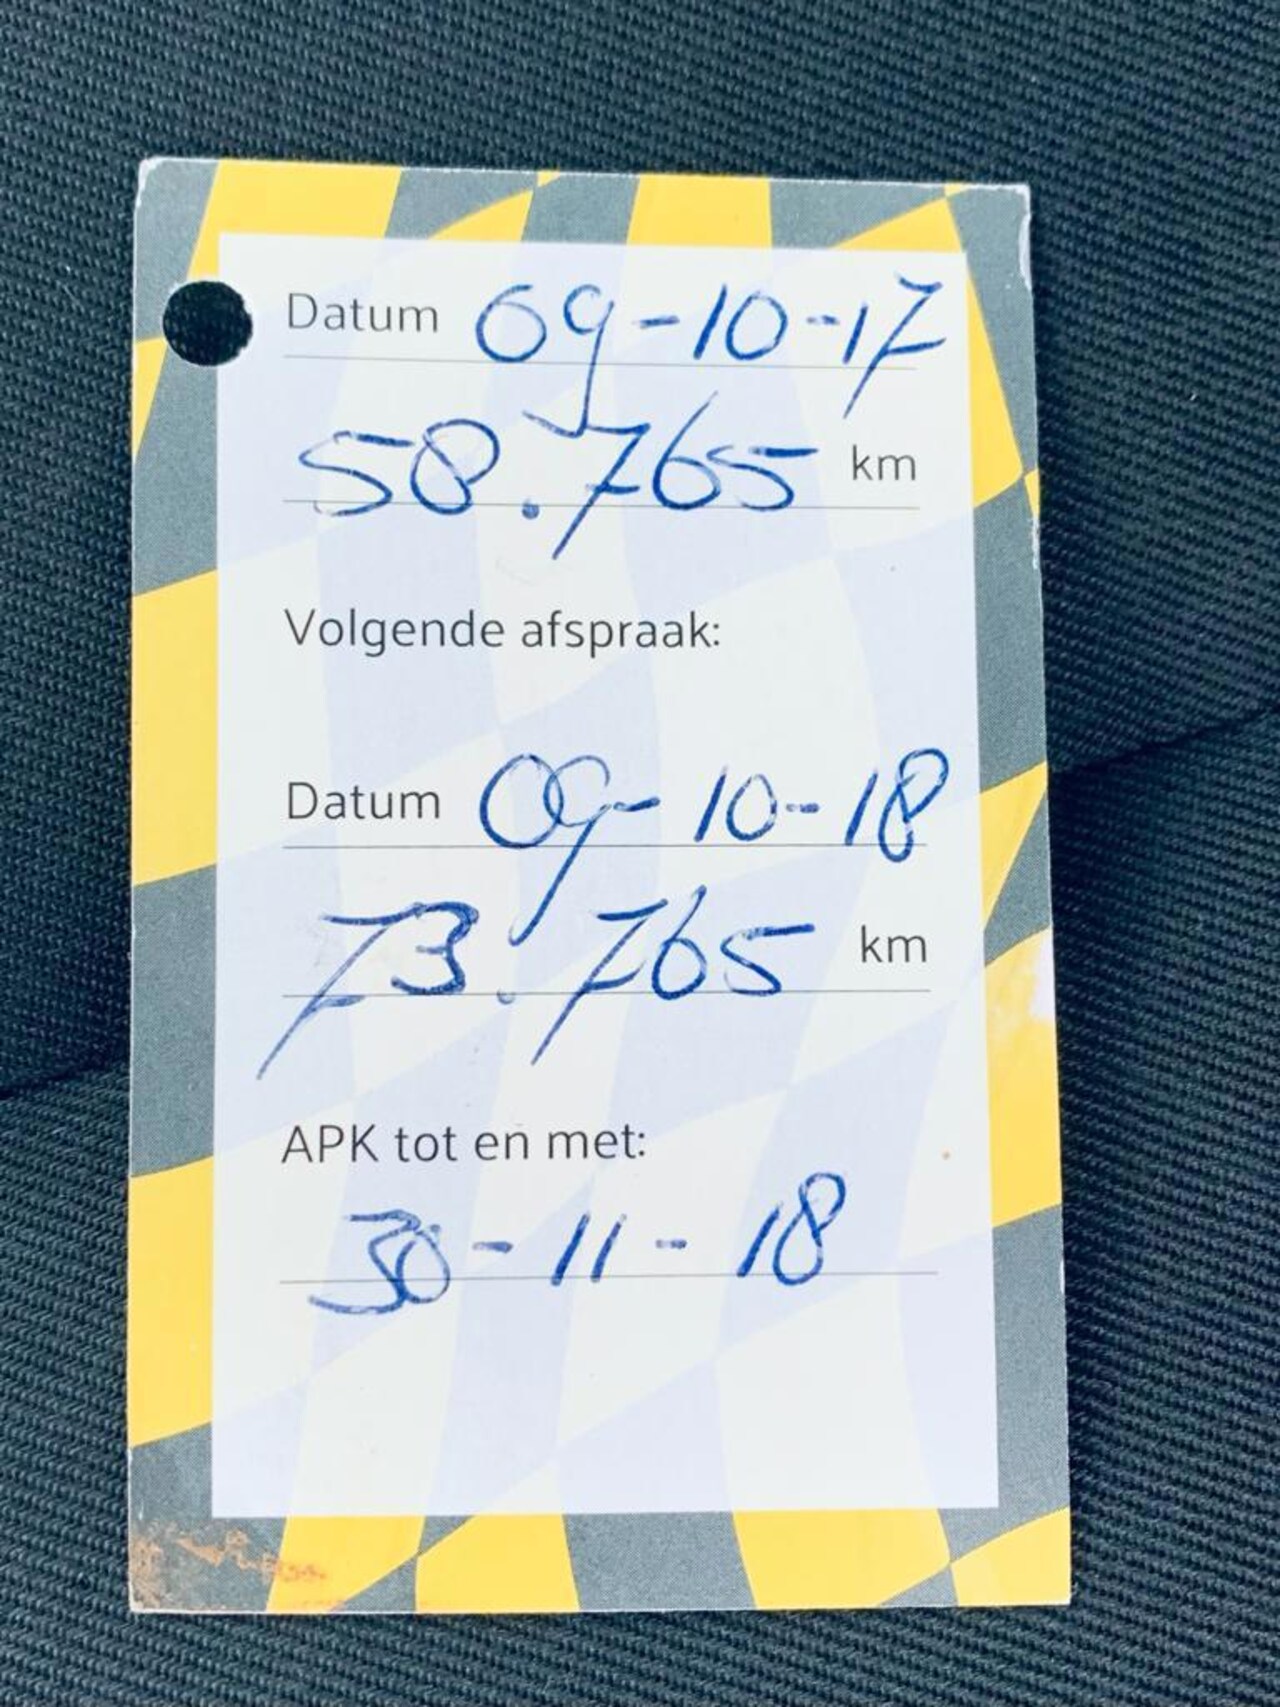 Datum 09-10-17
58.765 km
Volgende afspraak:
Datum 09-10-18
73.765 km
APK tot en met:
30-11-18